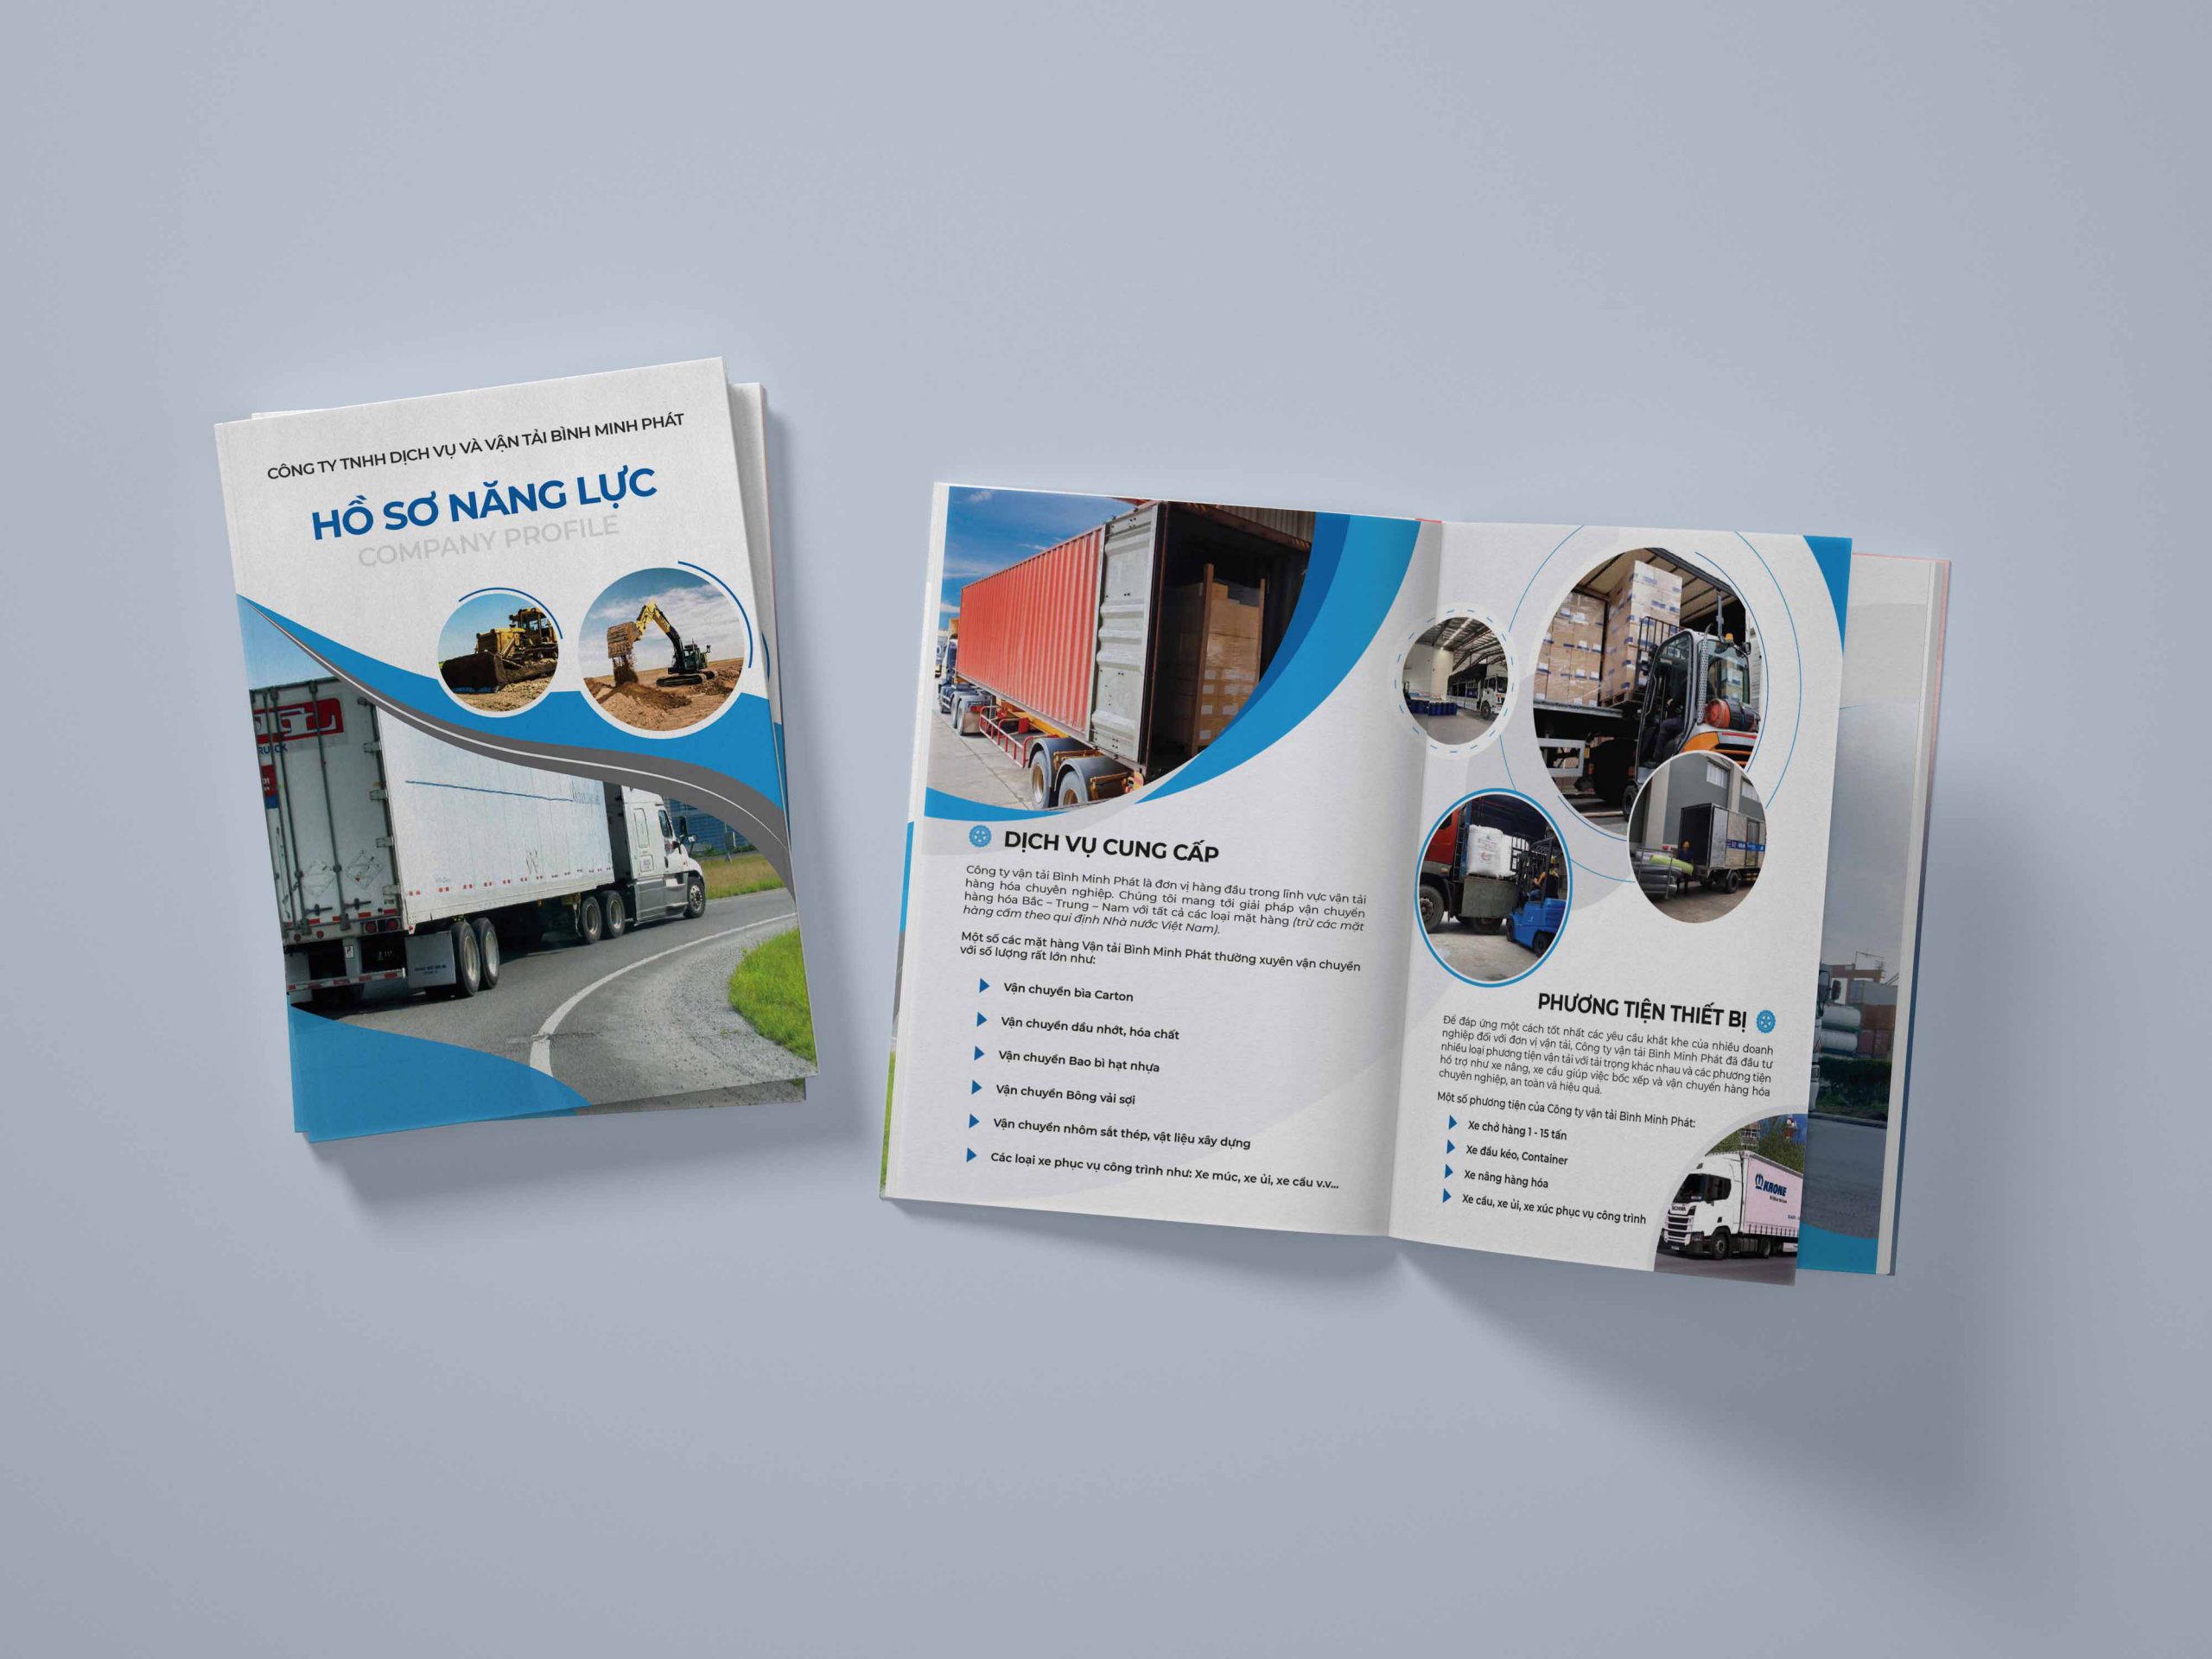 CÔNG TY TNHH DỊCH VỤ VÀ VẬN TẢI BÌNH MINH PHÁT
HỒ SƠ NĂNG LỰC
COMPANY PROFILE
DỊCH VỤ CUNG CẤP
Công ty vận tải Bình Minh Phát là đơn vị hàng đầu trong lĩnh vực vận tải
hàng hóa chuyên nghiệp. Chúng tôi mang tới giải pháp vận chuyển
hàng hóa Bắc – Trung – Nam với tất cả các loại mặt hàng (trừ các mặt
hàng cấm theo qui định Nhà nước Việt Nam).
Một số các mặt hàng Vận tải Bình Minh Phát thường xuyên vận chuyển
với số lượng rất lớn như:
Vận chuyển bìa Carton
Vận chuyển dầu nhớt, hóa chất
Vận chuyển Bao bì hạt nhựa
Vận chuyển Bông vải sợi
Vận chuyển nhôm sắt thép, vật liệu xây dựng
Các loại xe phục vụ công trình như: Xe múc, xe ủi, xe cẩu v.v...
PHƯƠNG TIỆN THIẾT BỊ
Để đáp ứng một cách tốt nhất các yêu cầu khắt khe của nhiều doanh
nghiệp đối với đơn vị vận tải, Công ty vận tải Bình Minh Phát đã đầu tư
nhiều loại phương tiện vận tải với tải trọng khác nhau và các phương tiện
hỗ trợ như xe nâng, xe cẩu giúp việc bốc xếp và vận chuyển hàng hóa
chuyên nghiệp, an toàn và hiệu quả.
Một số phương tiện của Công ty vận tải Bình Minh Phát:
Xe chở hàng 1 - 15 tấn
Xe đầu kéo, Container
Xe nâng hàng hóa
Xe cẩu, xe ủi, xe xúc phục vụ công trình
KRONE